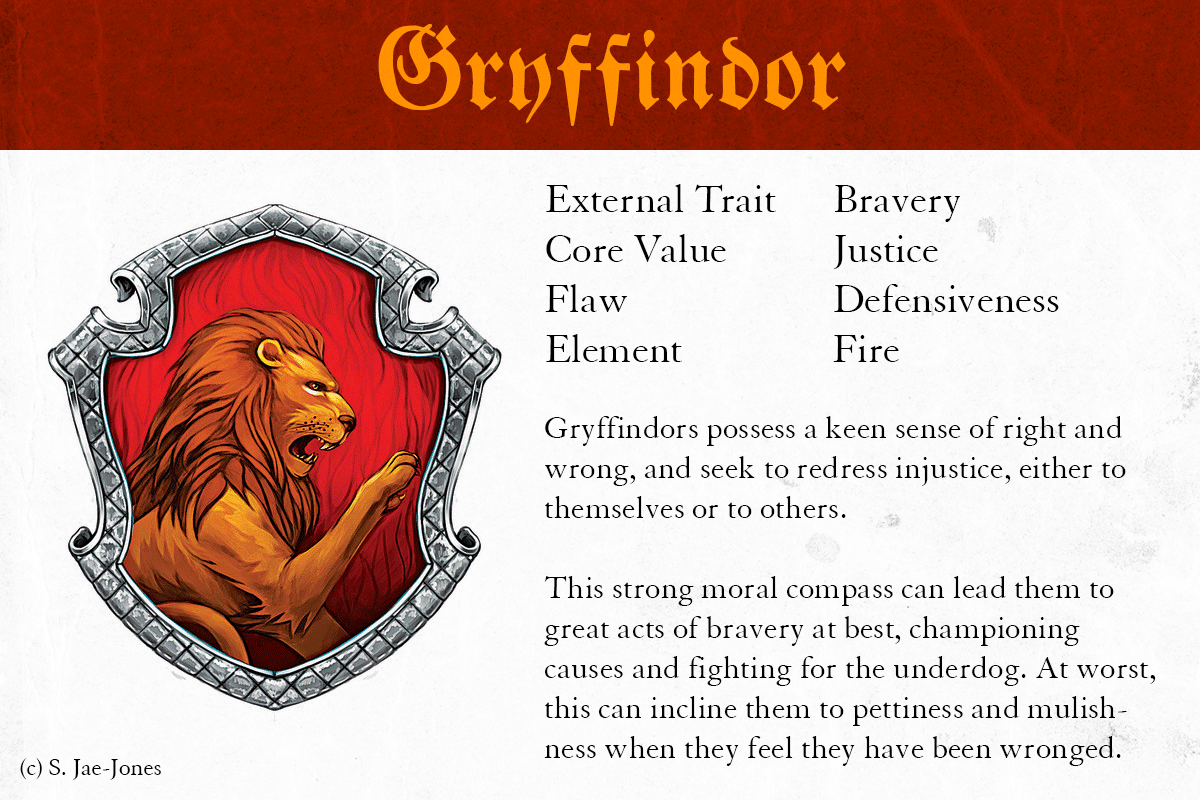 Gryffindor
External Trait Bravery
Core Value Justice
Flaw Defensiveness
Element Fire
Gryffindors possess a keen sense of right and
wrong, and seek to redress injustice, either to
themselves or to others.
This strong moral compass can lead them to
great acts of bravery at best, championing
causes and fighting for the underdog. At worst,
this can incline them to pettiness and mulish-
ness when they feel they have been wronged.
(c) S. Jae-Jones